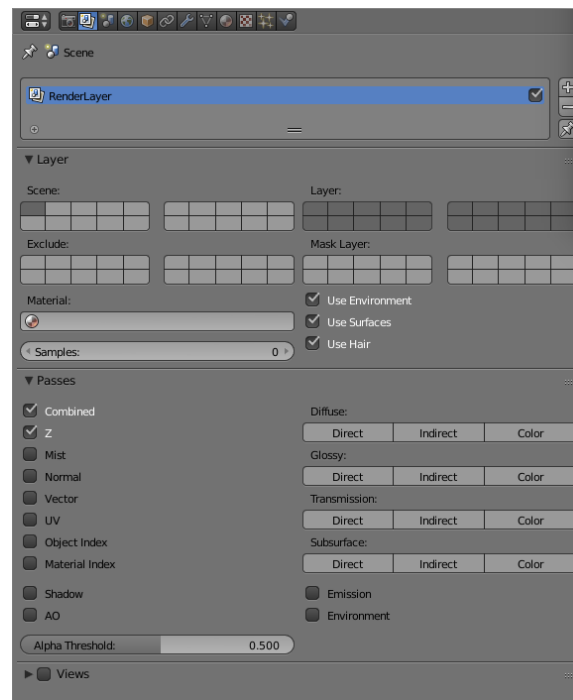 Scene
RenderLayer
Layer
Scene:
Layer:
Exclude:
Mask Layer:
Material:
Use Environment
Use Surfaces
Samples: 0
Use Hair
Passes
Combined
Diffuse:
Z
Direct Indirect Color
Mist
Glossy:
Normal
Direct Indirect Color
Vector
Transmission:
UV
Direct Indirect Color
Object Index
Subsurface:
Material Index
Direct Indirect Color
Shadow
Emission
AO
Environment
Alpha Threshold: 0.500
Views